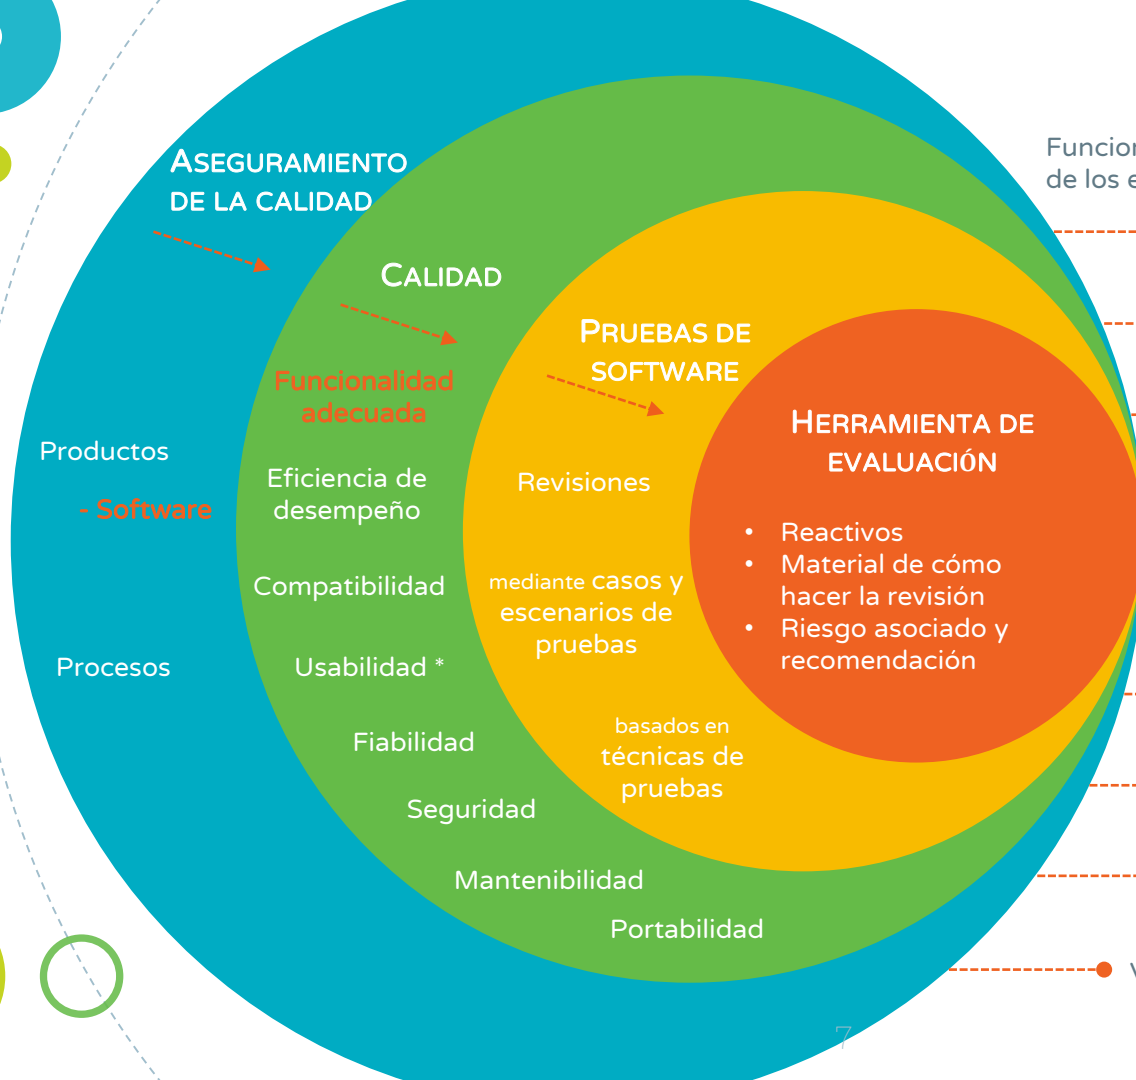 ASEGURAMIENTO
DE LA CALIDAD
Productos
- Software
Procesos
CALIDAD
Funcionalidad
adecuada
Eficiencia de
desempeño
Compatibilidad
Usabilidad *
Fiabilidad
Seguridad
Mantenibilidad
Portabilidad
PRUEBAS DE
SOFTWARE
Revisiones
mediante casos y
escenarios de
pruebas
basados en
técnicas de
pruebas
HERRAMIENTA DE
EVALUACIÓN
• Reactivos
• Material de cómo
hacer la revisión
• Riesgo asociado y
recomendación
de los
7